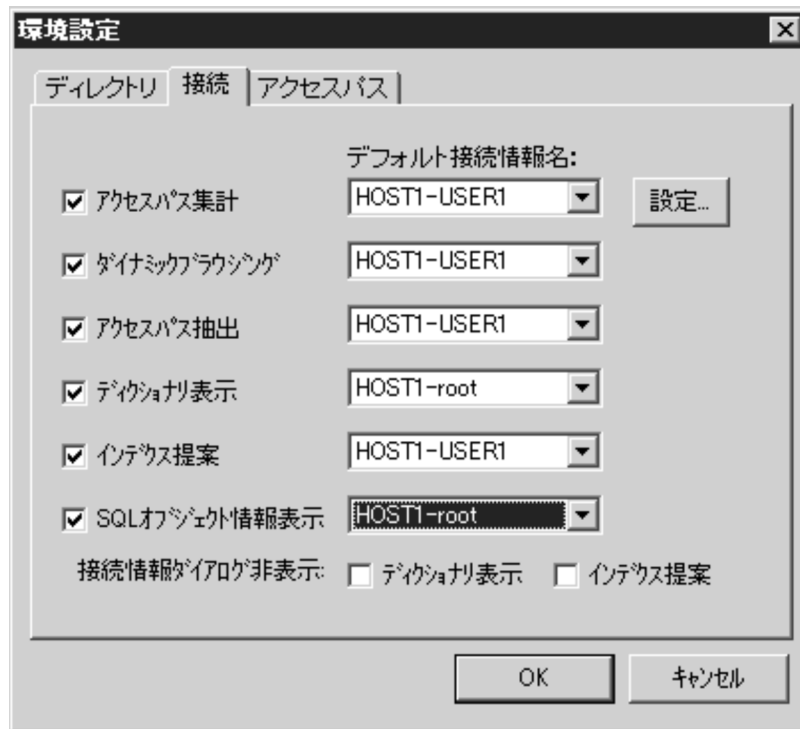 環境設定
ディレクトリ 接続 アクセスパス
デフォルト接続情報名:
アクセスパス集計 HOST1-USER1 設定...
ダイナミックブラウジング HOST1-USER1
アクセスパス抽出 HOST1-USER1
ディクショナリ表示 HOST1-root
インデクス提案 HOST1-USER1
SQLオブジェクト情報表示 HOST1-root
接続情報ダイアログ非表示: ディクショナリ表示 インデクス提案
OK キャンセル